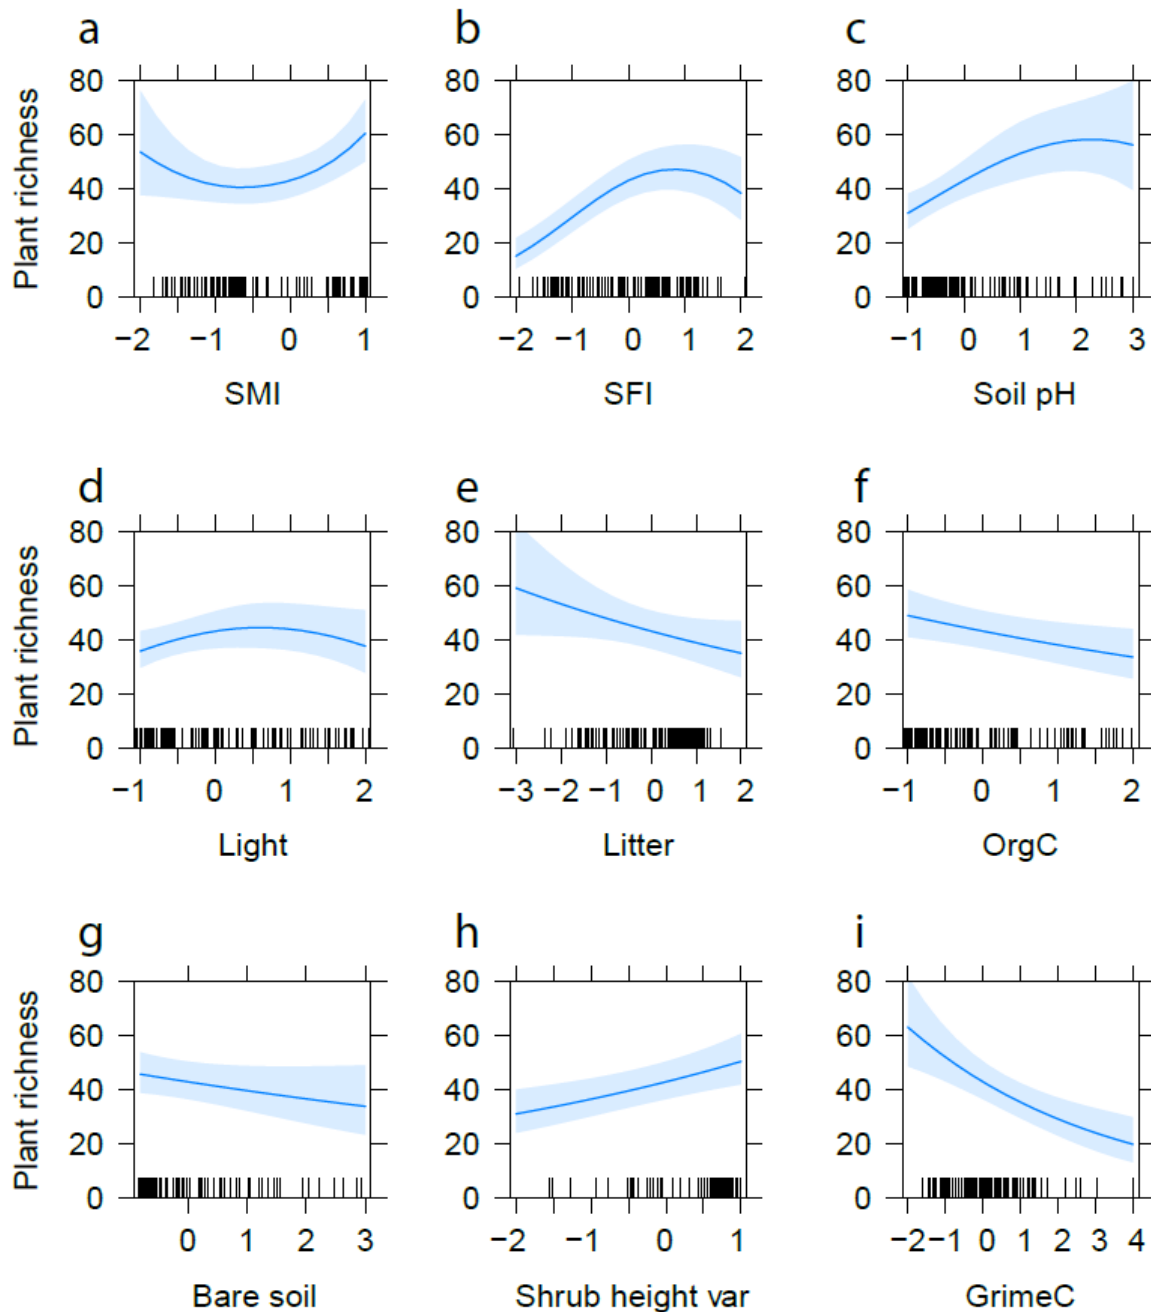 a b c
Plant richness
80 80 80
60 60 60
40 40 40
20 20 20
0 0 0
−2 −1 0 1 −2 −1 0 1 2 −1 0 1 2 3
SMI SFI Soil pH
d e f
Plant richness
80 80 80
60 60 60
40 40 40
20 20 20
0 0 0
−1 0 1 2 −3 −2 −1 0 1 2 −1 0 1 2
Light Litter OrgC
g h i
Plant richness
80 80 80
60 60 60
40 40 40
20 20 20
0 0 0
0 1 2 3 −2 −1 0 1 −2 −1 0 1 2 3 4
Bare soil Shrub height var GrimeC